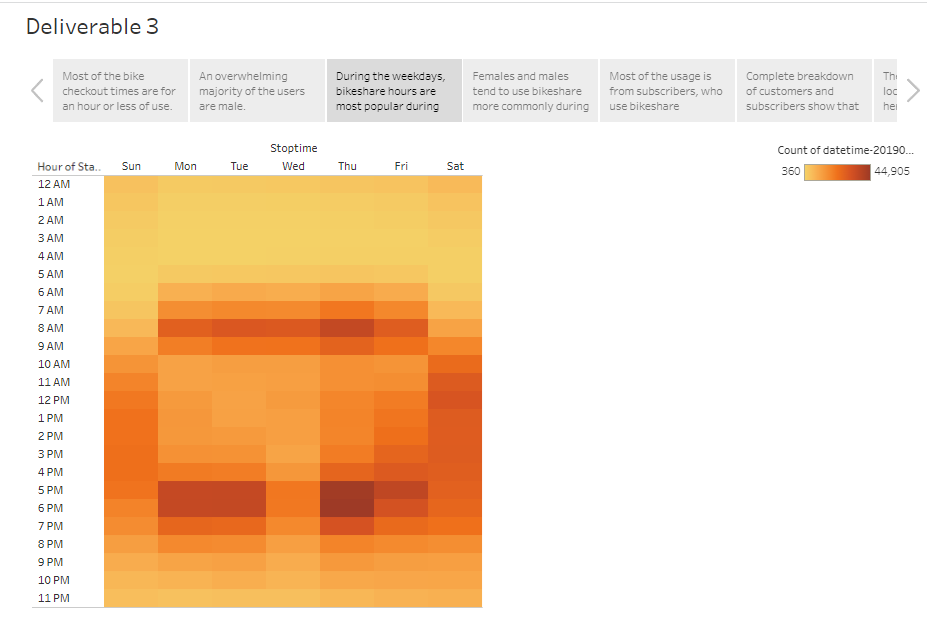 Deliverable 3
Most of the bike
checkout times are for
an hour or less of use.
An overwhelming
majority of the users
are male.
During the weekdays,
bikeshare hours are
most popular during
Females and males
tend to use bikeshare
more commonly during
Most of the usage is
from subscribers, who
use bikeshare
Complete breakdown
of customers and
subscribers show that
Stoptime
Hour of Sta.. Sun Mon Tue Wed Thu Fri Sat
12 AM
1 AM
2 AM
3 AM
4 AM
5 AM
6 AM
7 AM
8 AM
9 AM
10 AM
11 AM
12 PM
1 PM
2 PM
3 PM
4 PM
5 PM
6 PM
7 PM
8 PM
9 PM
10 PM
11 PM
Count of datetime-20190...
360 44,905